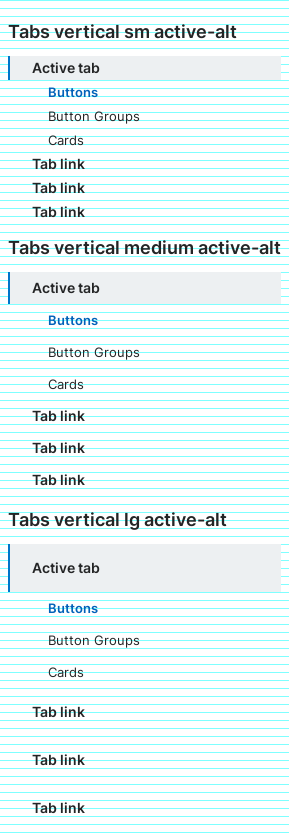 Tabs vertical sm active-alt
Active tab
Buttons
Button Groups
Cards
Tab link
Tab link
Tab link
Tabs vertical medium active-alt
Active tab
Buttons
Button Groups
Cards
Tab link
Tab link
Tab link
Tabs vertical lg active-alt
Active tab
Buttons
Button Groups
Cards
Tab link
Tab link
Tab link